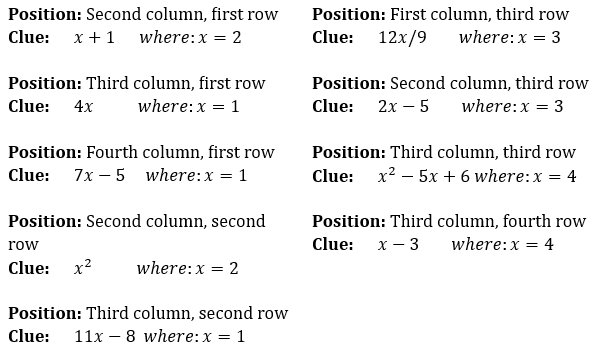 Position: Second column, first row
Clue: x + 1 where: x = 2
Position: Third column, first row
Clue: 4x where: x = 1
Position: Fourth column, first row
Clue: 7x − 5 where: x = 1
Position: Second column, second
row
Clue: x² where: x = 2
Position: Third column, second row
Clue: 11x − 8 where: x = 1
Position: First column, third row
Clue: 12x/9 where: x = 3
Position: Second column, third row
Clue: 2x − 5 where: x = 3
Position: Third column, third row
Clue: x² − 5x + 6 where: x = 4
Position: Third column, fourth row
Clue: x − 3 where: x = 4